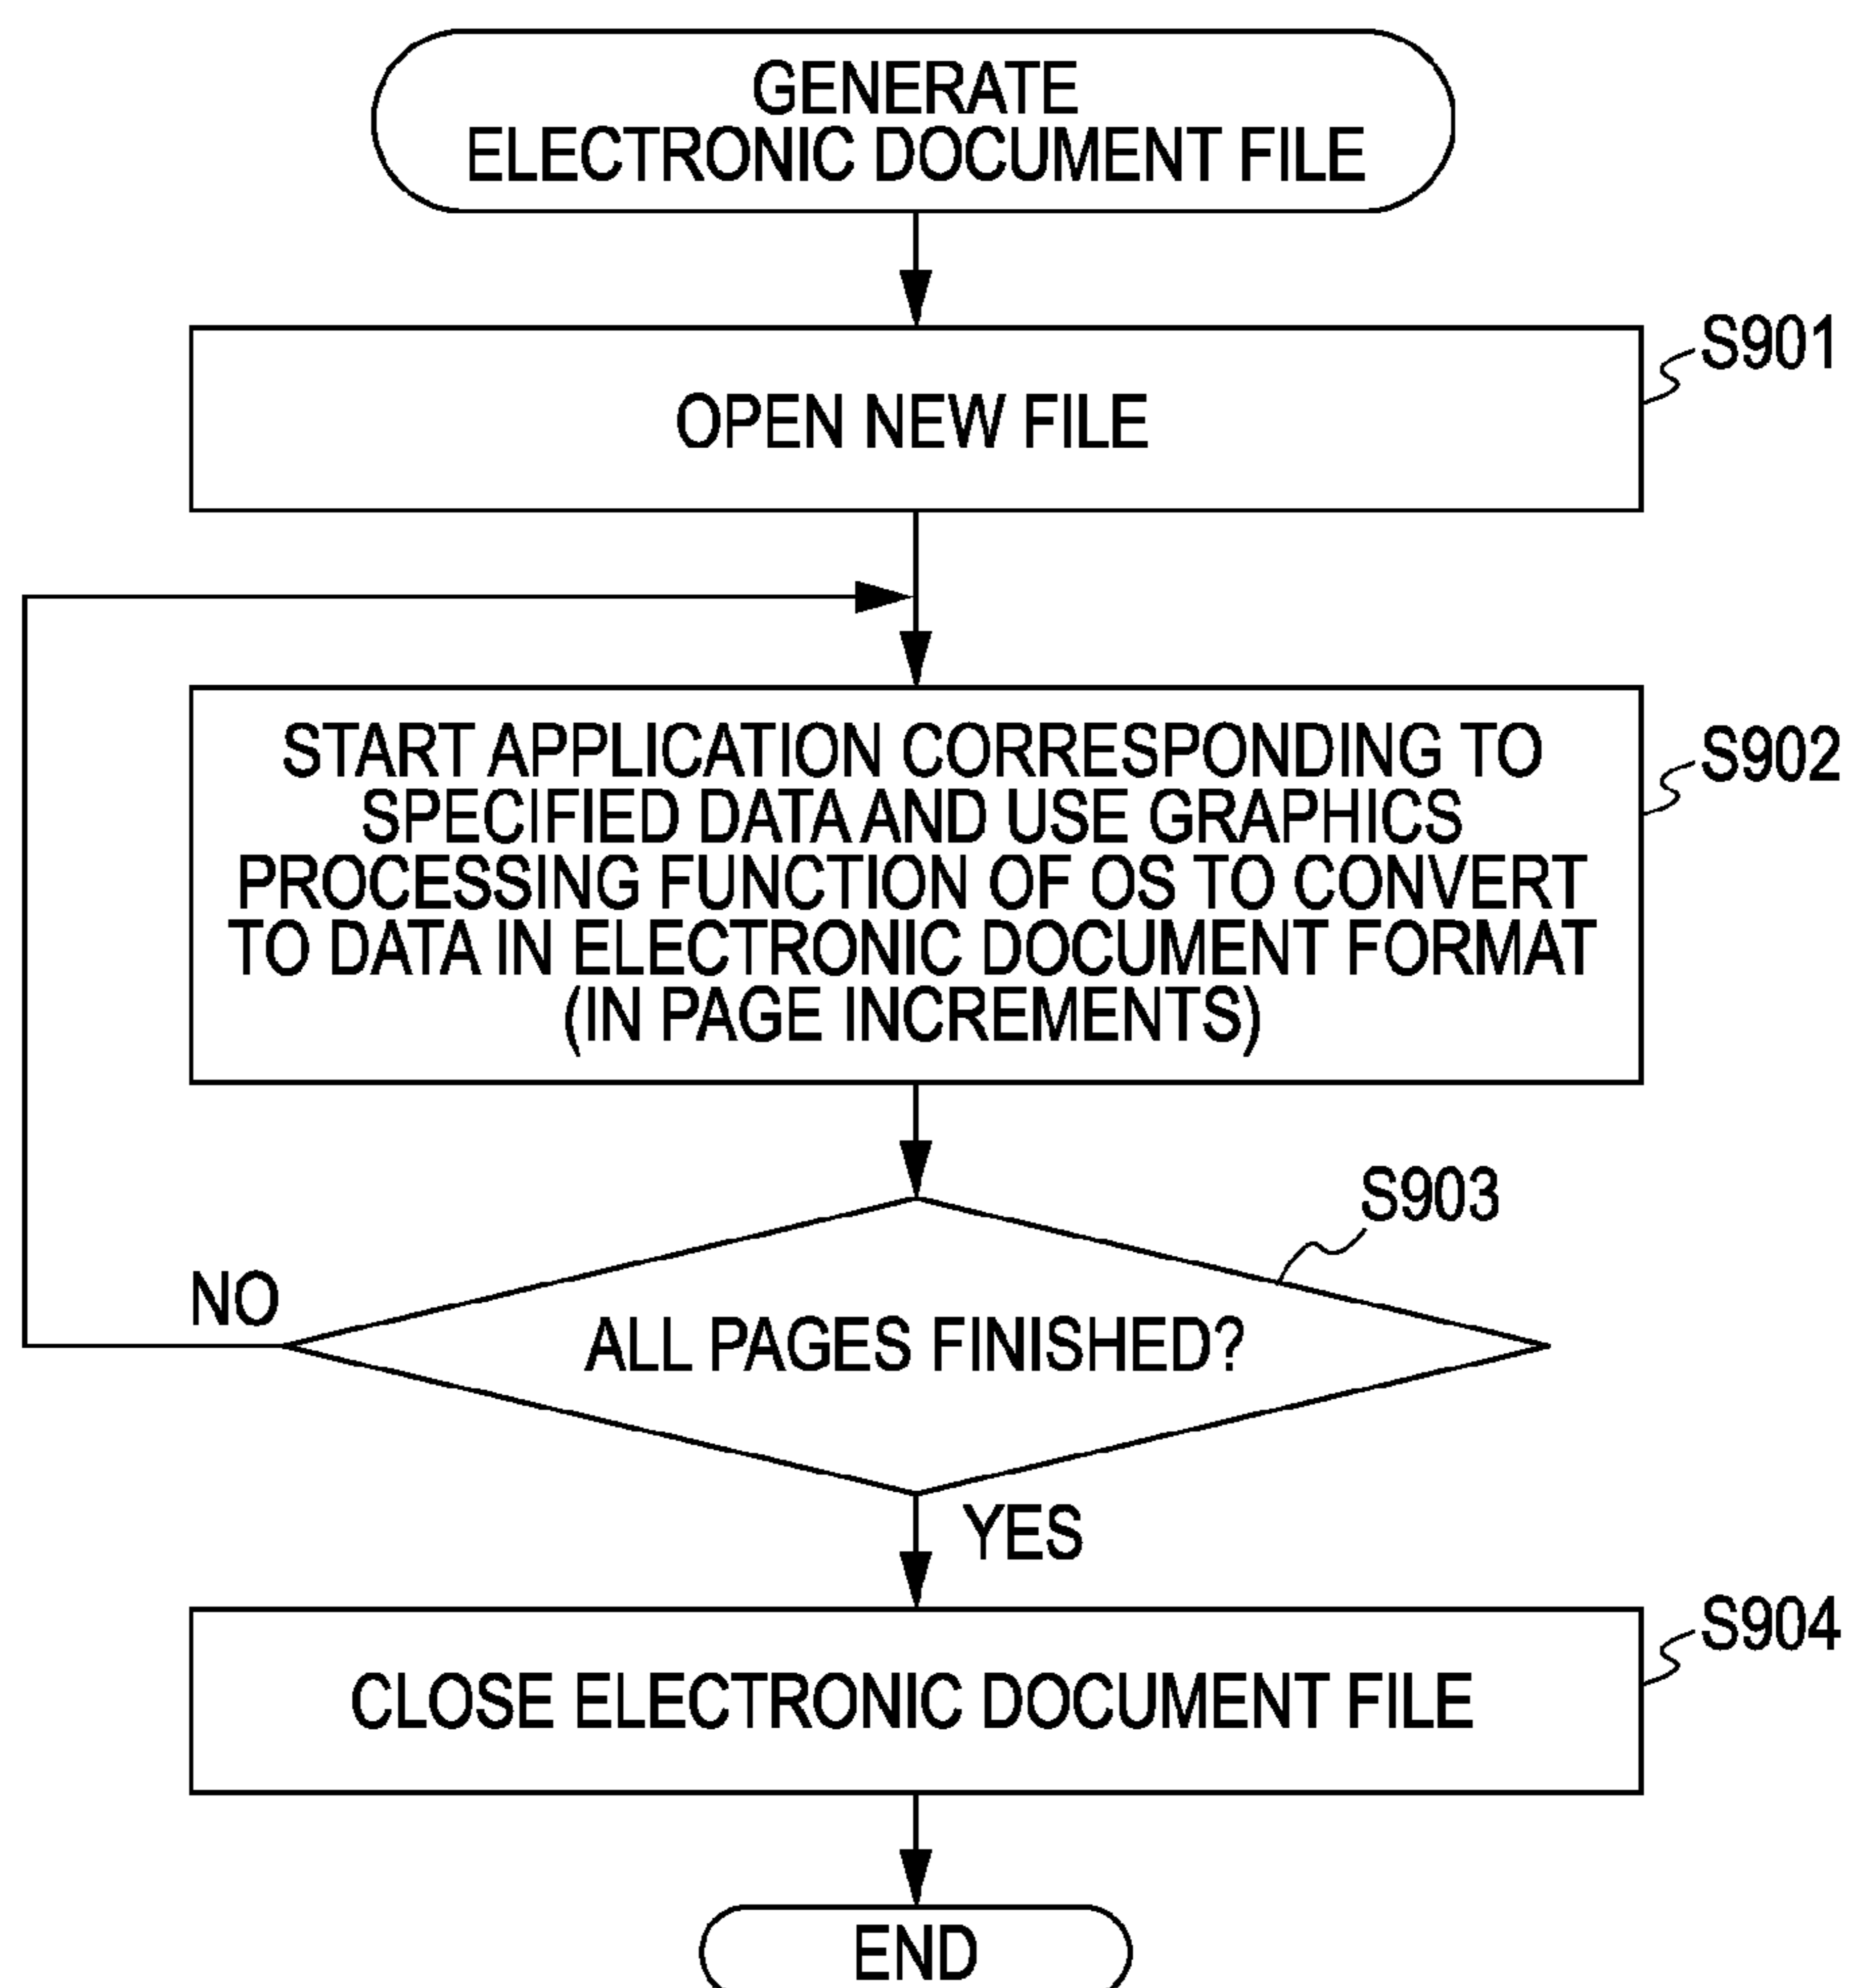 GENERATE
ELECTRONIC DOCUMENT FILE
S901
OPEN NEW FILE
S902
START APPLICATION CORRESPONDING TO
SPECIFIED DATA AND USE GRAPHICS
PROCESSING FUNCTION OF OS TO CONVERT
TO DATA IN ELECTRONIC DOCUMENT FORMAT
(IN PAGE INCREMENTS)
S903
NO
ALL PAGES FINISHED?
YES
S904
CLOSE ELECTRONIC DOCUMENT FILE
END